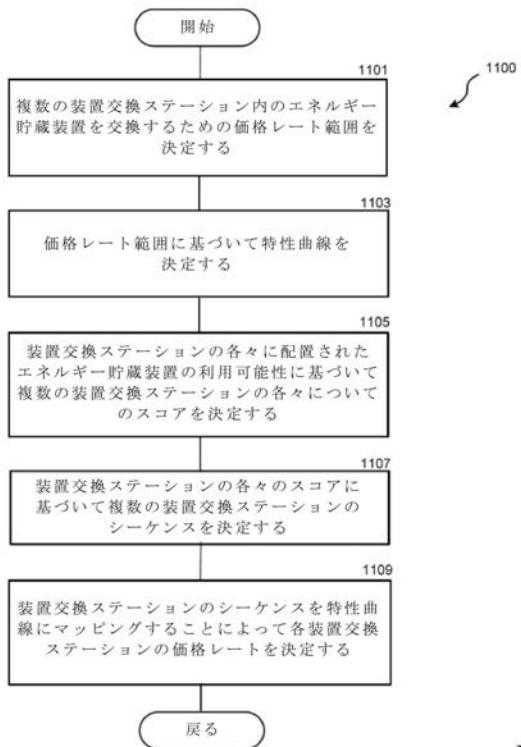 開始
1101
1100
複数の装置交換ステーション内のエネルギー
貯蔵装置を交換するための価格レート範囲を
決定する
1103
価格レート範囲に基づいて特性曲線を
決定する
1105
装置交換ステーションの各々に配置された
エネルギー貯蔵装置の利用可能性に基づいて
複数の装置交換ステーションの各々について
のスコアを決定する
1107
装置交換ステーションの各々のスコアに
基づいて複数の装置交換ステーションの
シーケンスを決定する
1109
装置交換ステーションのシーケンスを特性曲
線にマッピングすることによって各装置交換
ステーションの価格レートを決定する
戻る